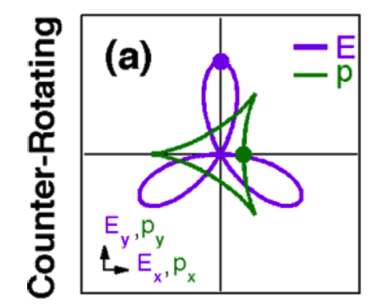 Counter-Rotating
(a)
E
p
E_y,p_y
E_x,p_x